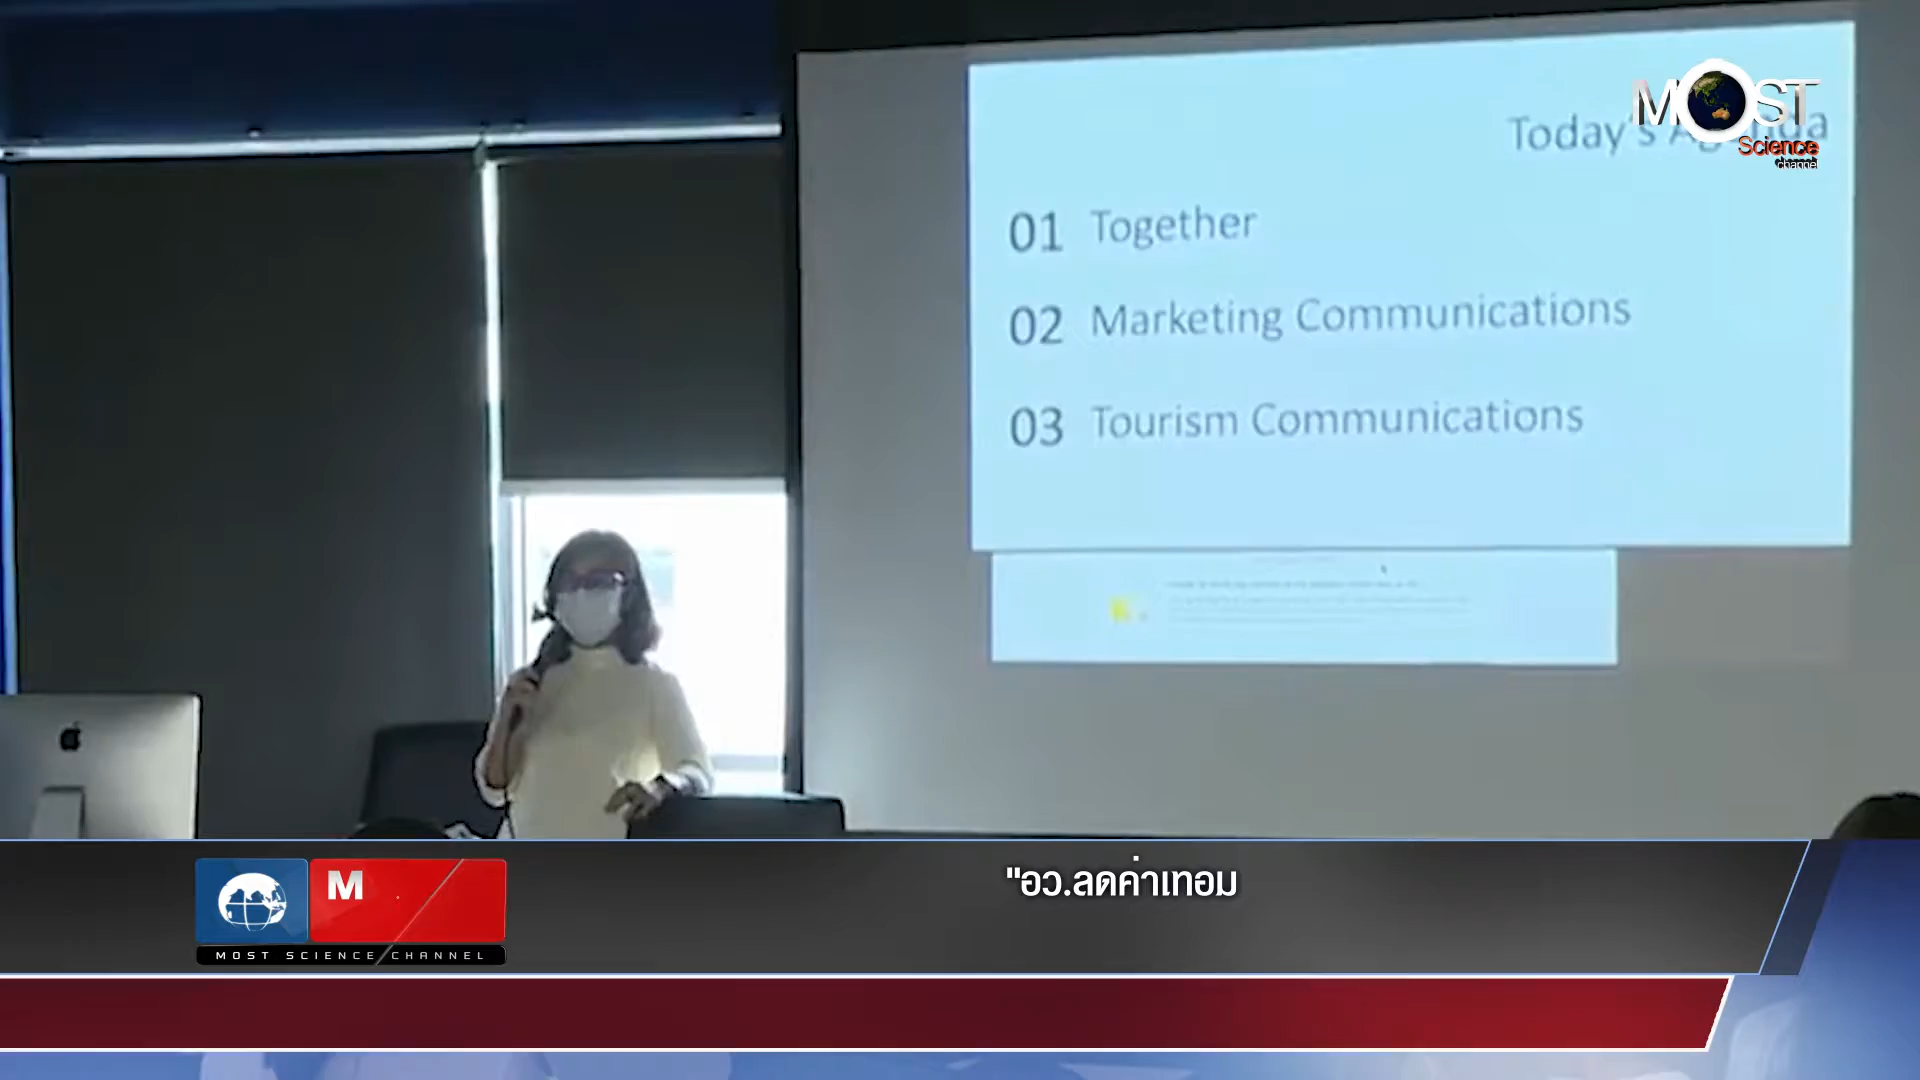 MOST
Science
channel
Today's Agenda
01 Together
02 Marketing Communications
03 Tourism Communications
"อว.ลดค่าเทอม
M
MOST SCIENCE CHANNEL